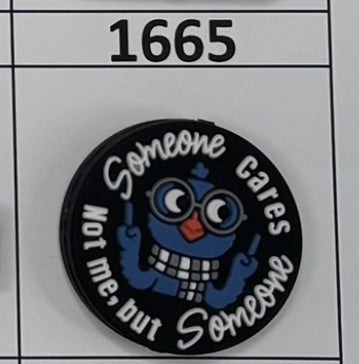 1665
Someone cares
Not me, but Someone